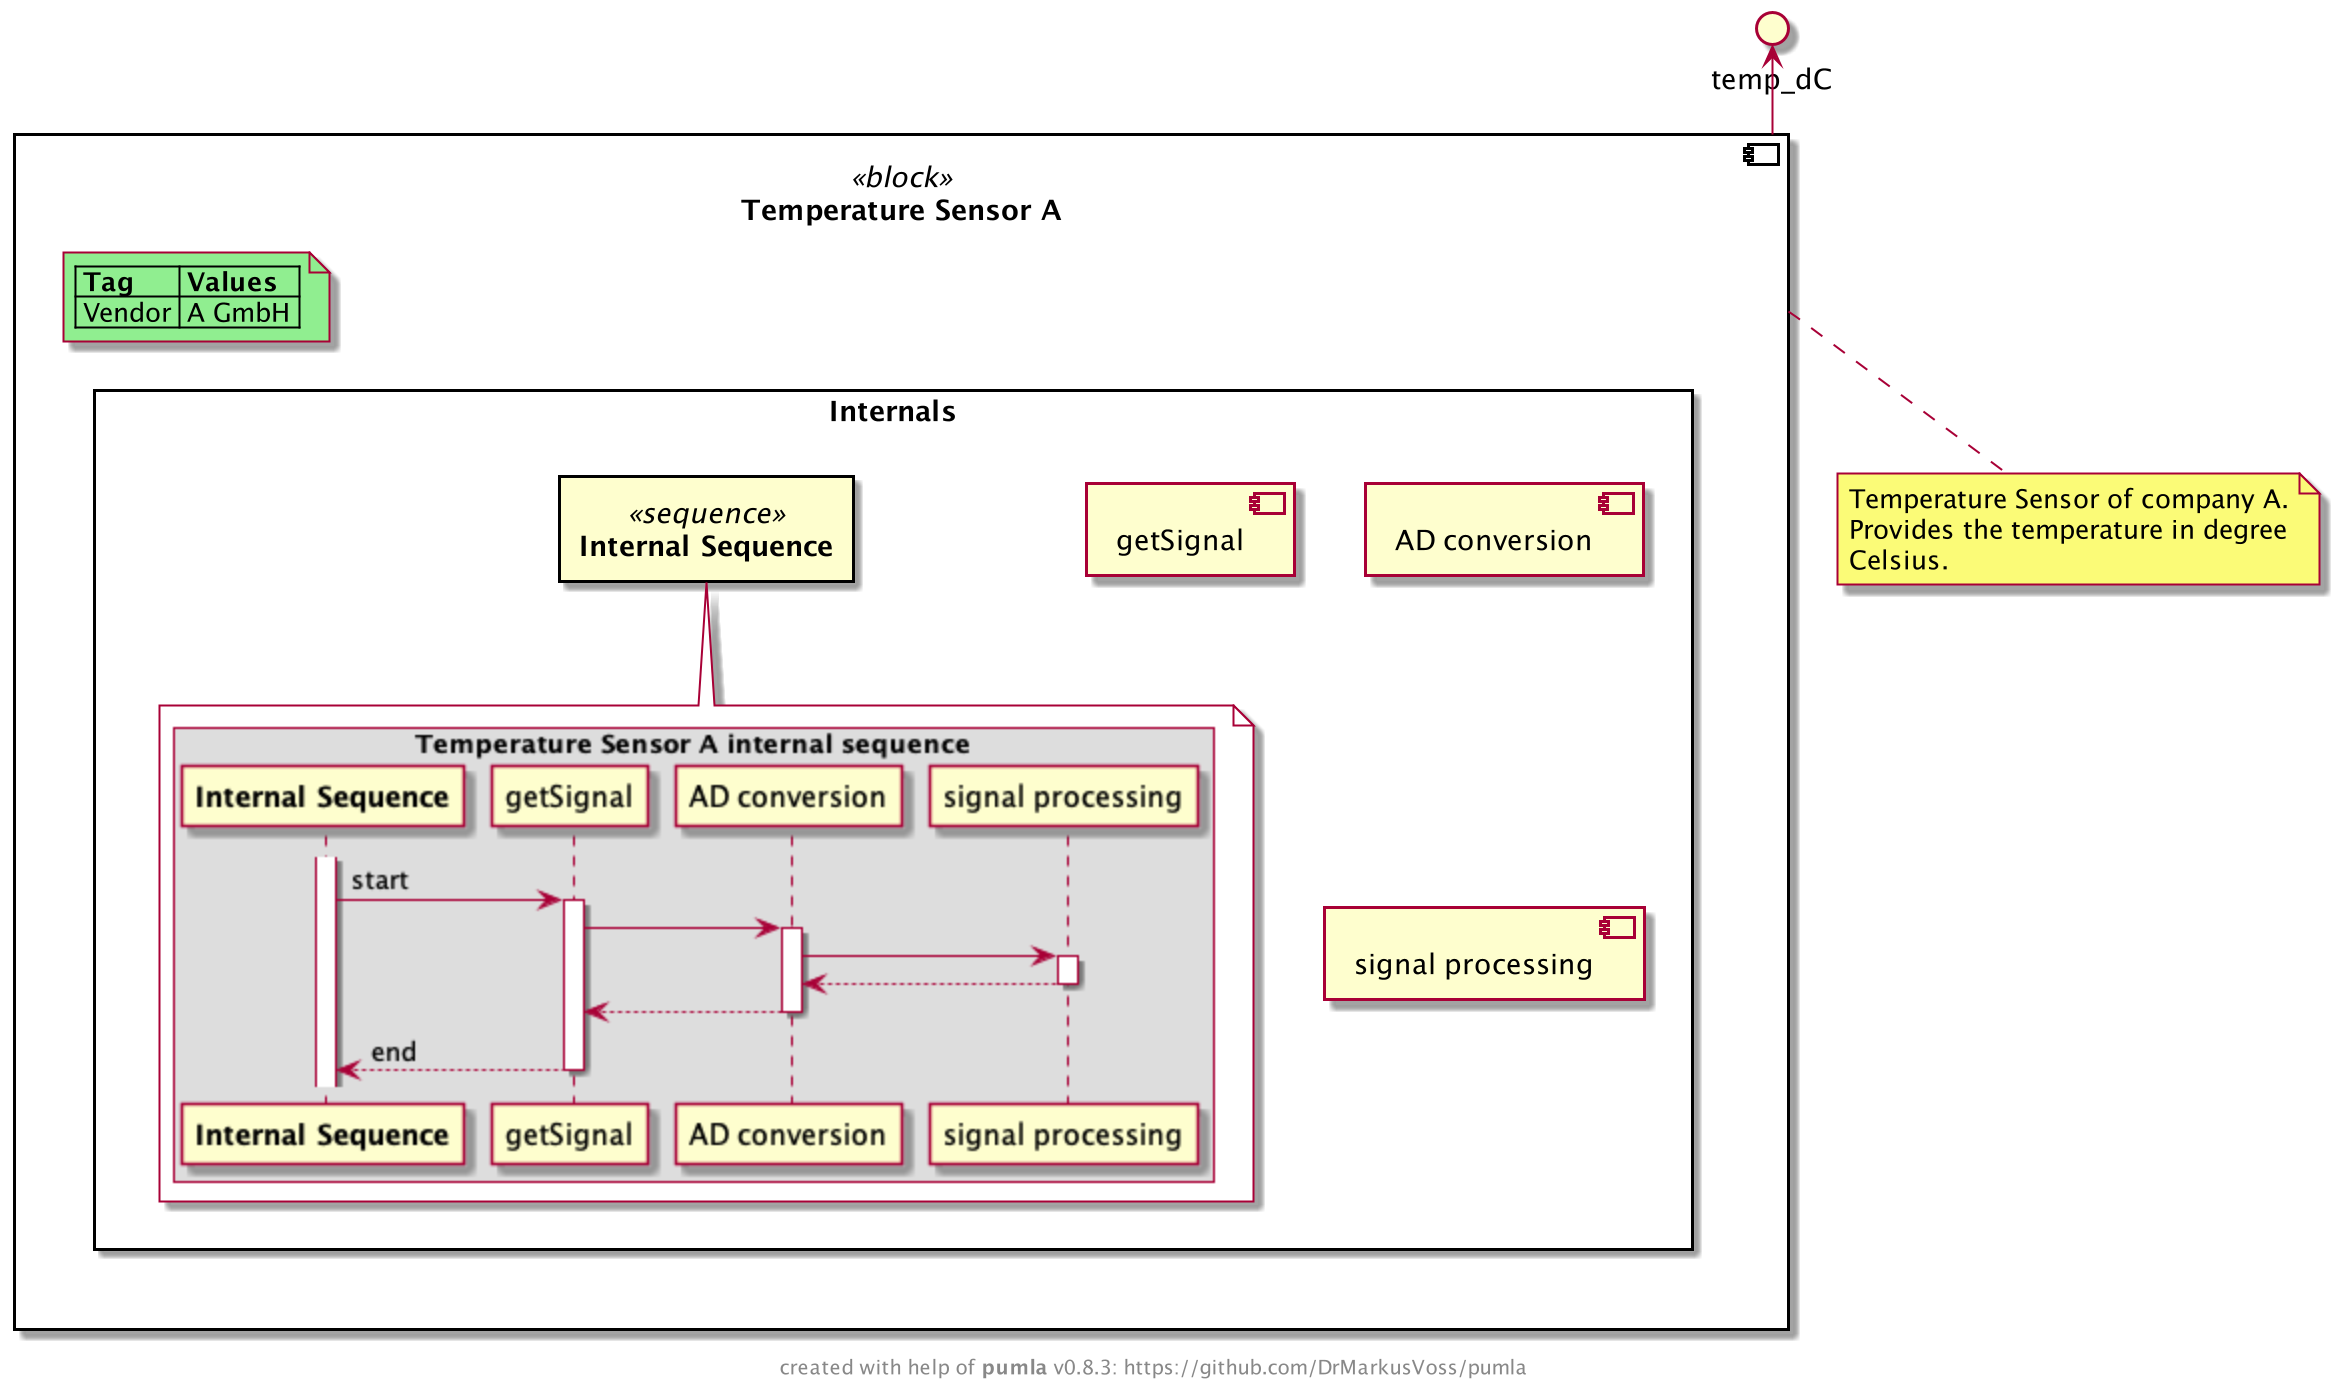 temp_dC
«block»
Temperature Sensor A
Tag Values
Vendor A GmbH
Internals
«sequence»
Internal Sequence
getSignal
AD conversion
Temperature Sensor of company A.
Provides the temperature in degree
Celsius.
Temperature Sensor A internal sequence
Internal Sequence getSignal AD conversion signal processing
start
end
Internal Sequence getSignal AD conversion signal processing
signal processing
created with help of pumla v0.8.3: https://github.com/DrMarkusVoss/pumla